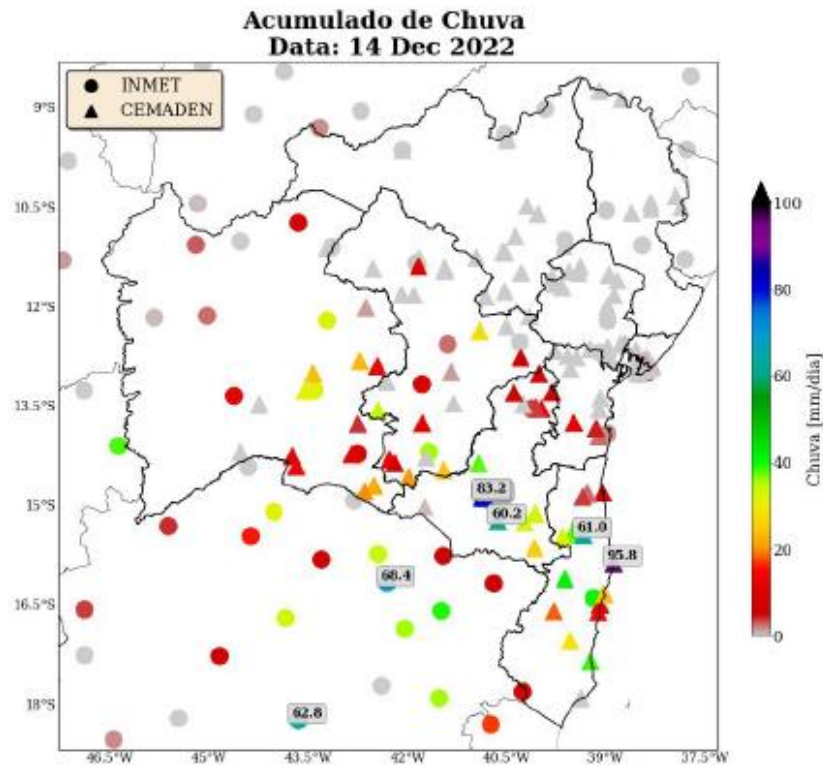 Acumulado de Chuva
Data: 14 Dec 2022
INMET
CEMADEN
9°S
10.5°S
12°S
13.5°S
15°S
16.5°S
18°S
83.2
60.2
61.0
95.8
68.4
62.8
46.5°W
45°W
43.5°W
42°W
40.5°W
39°W
37.5°W
100
80
60
40
20
0
Chuva [mm/dia]